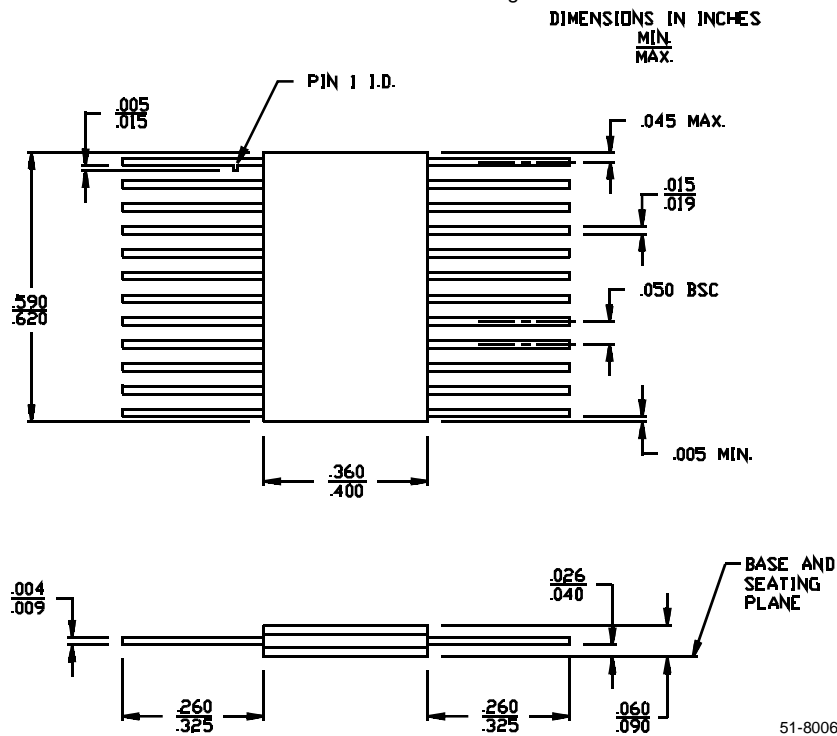 DIMENSIONS IN INCHES
MIN.
MAX.
PIN 1 I.D.
.005
.015
.045 MAX.
.015
.019
.050 BSC
.590
.620
.005 MIN.
.360
.400
BASE AND
SEATING
PLANE
.004
.009
.026
.040
.260
.325
.260
.325
.060
.090
51-8006